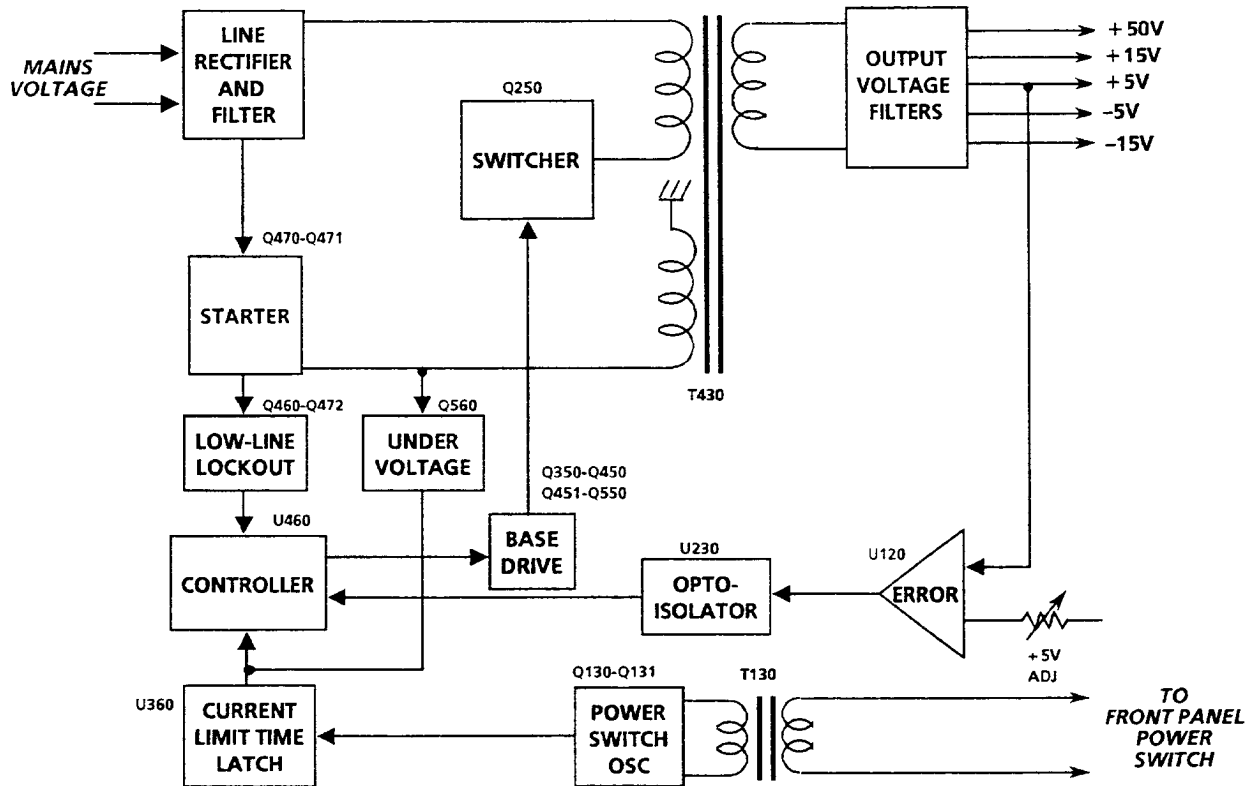 MAINS
VOLTAGE
LINE
RECTIFIER
AND
FILTER
Q250
SWITCHER
OUTPUT
VOLTAGE
FILTERS
+50V
+15V
+5V
–5V
–15V
Q470-Q471
STARTER
T430
Q460-Q472
LOW-LINE
LOCKOUT
Q560
UNDER
VOLTAGE
Q350-Q450
Q451-Q550
BASE
DRIVE
U460
CONTROLLER
U230
OPTO-
ISOLATOR
U120
ERROR
+5V
ADJ
U360
CURRENT
LIMIT TIME
LATCH
Q130-Q131
POWER
SWITCH
OSC
T130
TO
FRONT PANEL
POWER
SWITCH